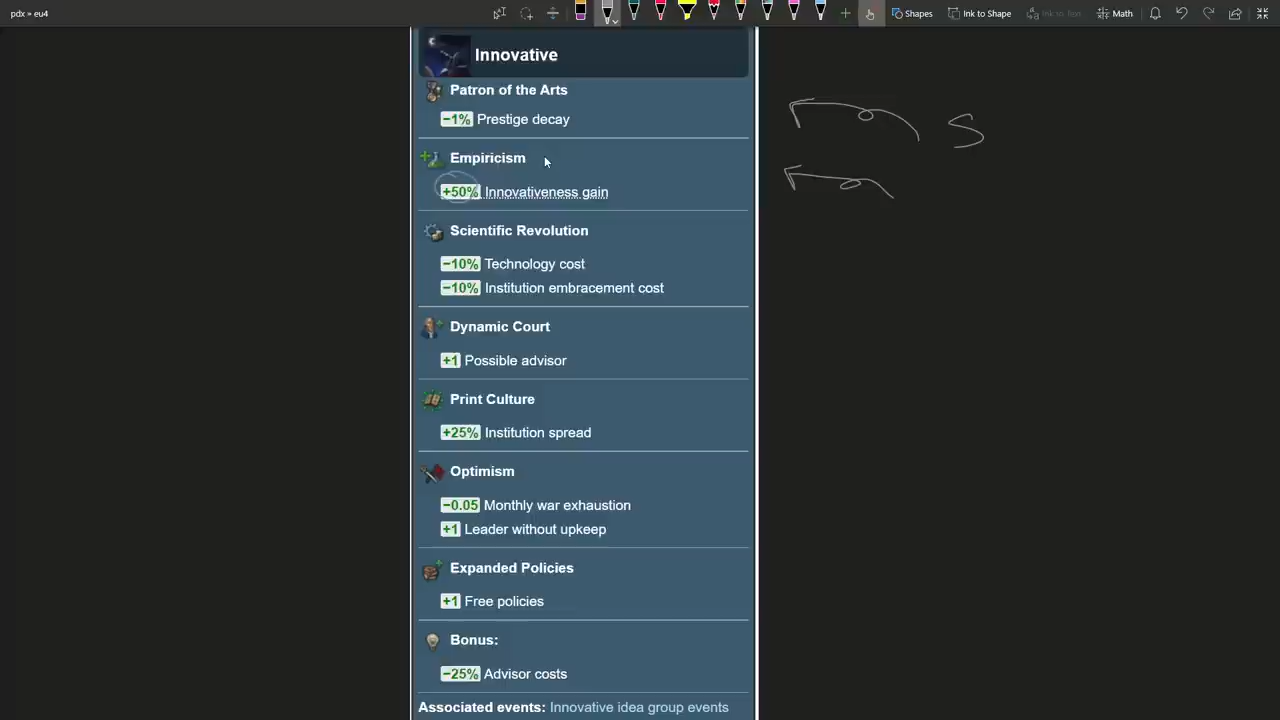 pdx » eu4
Shapes
Ink to Shape
Ink to Text
Math
Innovative
Patron of the Arts
−1% Prestige decay
Empiricism
+50% Innovativeness gain
Scientific Revolution
−10% Technology cost
−10% Institution embracement cost
Dynamic Court
+1 Possible advisor
Print Culture
+25% Institution spread
Optimism
−0.05 Monthly war exhaustion
+1 Leader without upkeep
Expanded Policies
+1 Free policies
Bonus:
−25% Advisor costs
Associated events: Innovative idea group events
S